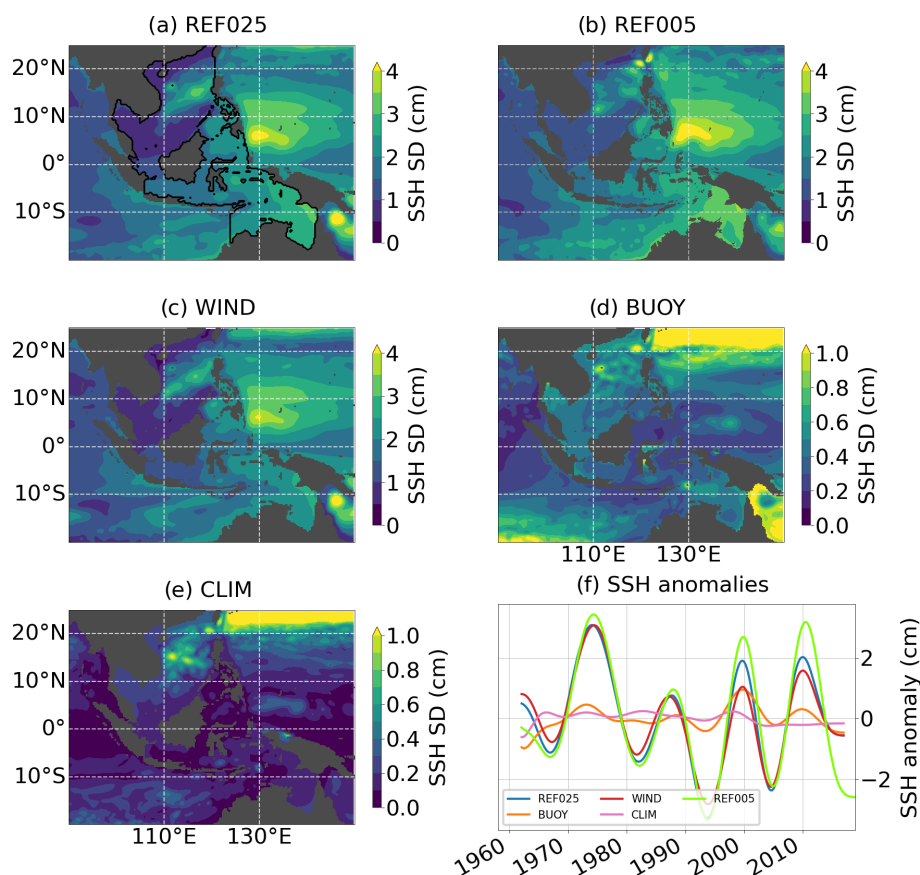 (a) REF025
(b) REF005
20°N
10°N
0°
10°S
4
3
2
1
0
SSH SD (cm)
4
3
2
1
0
SSH SD (cm)
(c) WIND
(d) BUOY
20°N
10°N
0°
10°S
4
3
2
1
0
SSH SD (cm)
110°E 130°E
1.0
0.8
0.6
0.4
0.2
0.0
SSH SD (cm)
(e) CLIM
(f) SSH anomalies
20°N
10°N
0°
10°S
110°E 130°E
1.0
0.8
0.6
0.4
0.2
0.0
SSH SD (cm)
2
0
−2
SSH anomaly (cm)
REF025 WIND REF005
BUOY CLIM
1960 1970 1980 1990 2000 2010